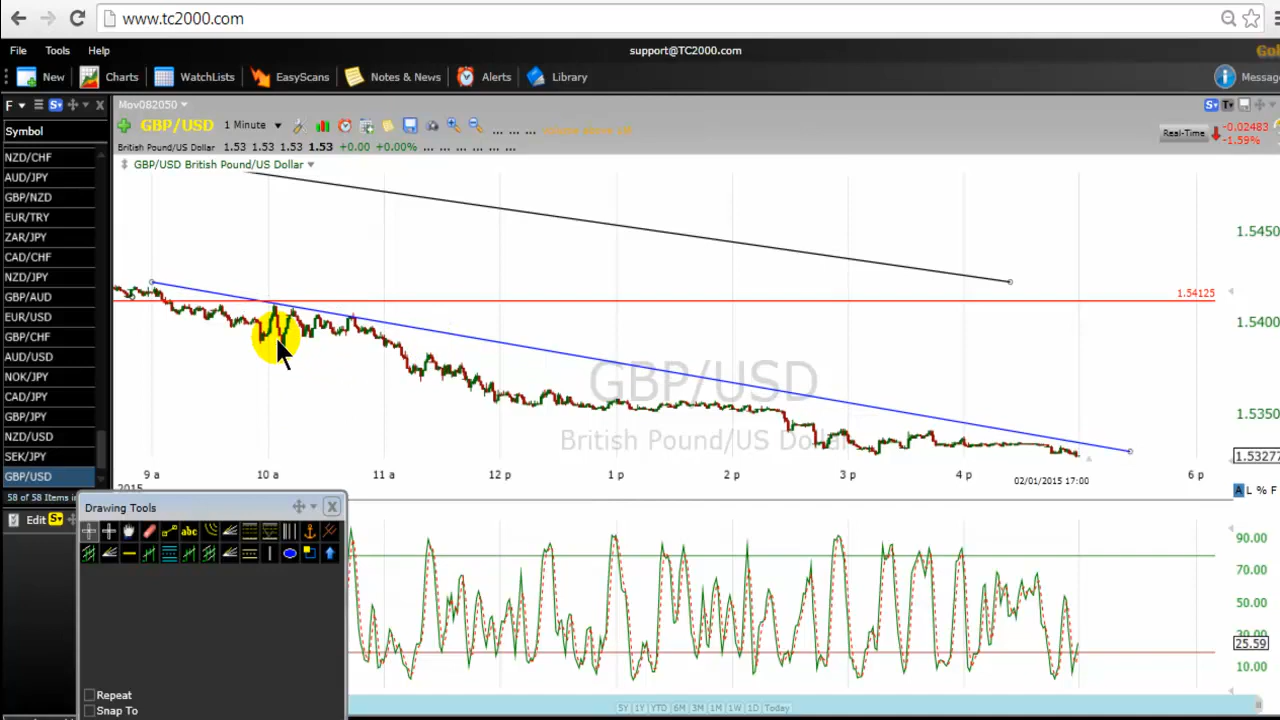 www.tc2000.com
File Tools Help support@TC2000.com
New Charts WatchLists EasyScans Notes & News Alerts Library
F S Mov082050 S T
Symbol GBP/USD 1 Minute Real-Time -0.02483
-1.59%
British Pound/US Dollar 1.53 1.53 1.53 1.53 +0.00 +0.00% ... ... ... ... ...
GBP/USD British Pound/US Dollar
NZD/CHF
AUD/JPY
GBP/NZD
EUR/TRY
ZAR/JPY
CAD/CHF
NZD/JPY
GBP/AUD
EUR/USD
GBP/CHF
AUD/USD
NOK/JPY
CAD/JPY
GBP/JPY
NZD/USD
SEK/JPY
GBP/USD
58 of 58 Items in
Edit S
1.5450
1.54125
1.5400
1.5350
1.53277
GBP/USD
British Pound/US Dollar
9 a 10 a 11 a 12 p 1 p 2 p 3 p 4 p 6 p
2015 02/01/2015 17:00
A L % F
Drawing Tools
abc
Repeat
Snap To
90.00
70.00
50.00
30.00
25.59
10.00
5Y 1Y YTD 6M 3M 1M 1W 1D Today